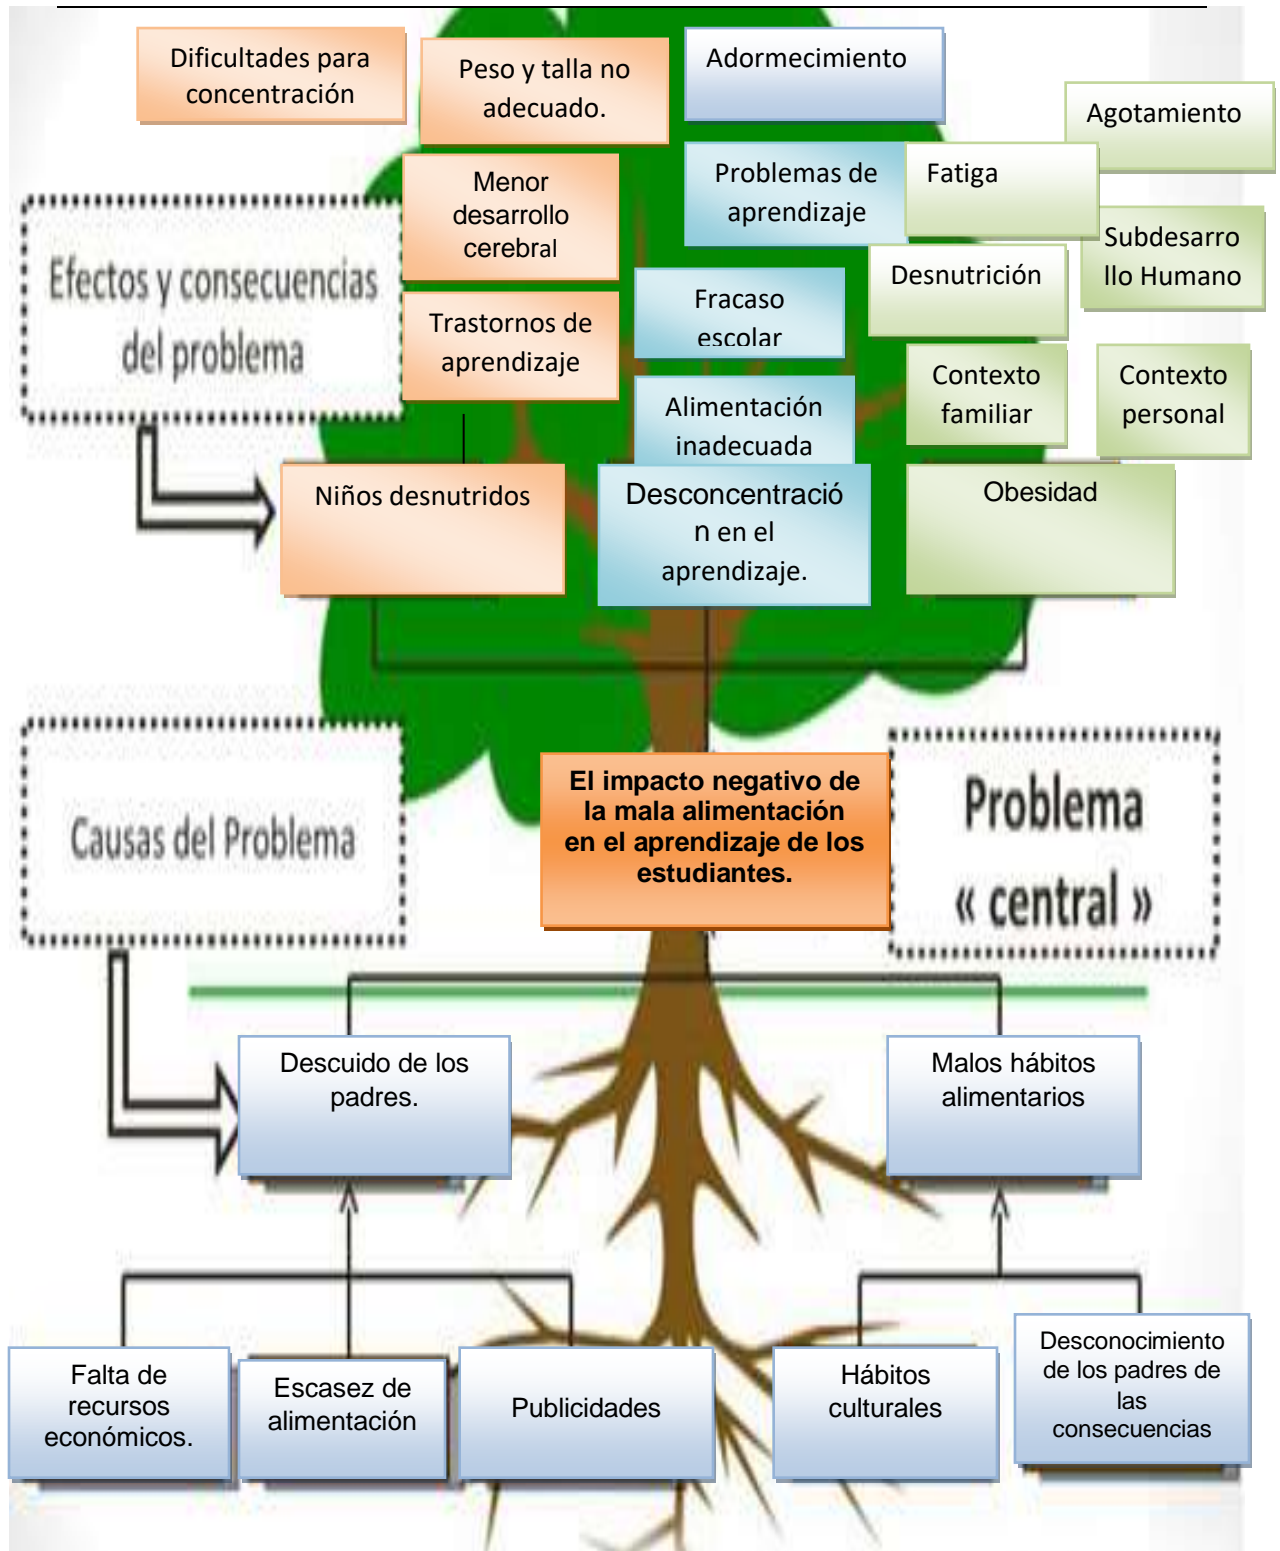 Dificultades para
concentración
Peso y talla no
adecuado.
Adormecimiento
Agotamiento
Menor
desarrollo
cerebral
Problemas de
aprendizaje
Fatiga
Subdesarro
llo Humano
Efectos y consecuencias
del problema
Desnutrición
Trastornos de
aprendizaje
Fracaso
escolar
Contexto
familiar
Contexto
personal
Alimentación
inadecuada
Niños desnutridos
Desconcentració
n en el
aprendizaje.
Obesidad
Causas del Problema
El impacto negativo de
la mala alimentación
en el aprendizaje de los
estudiantes.
Problema
« central »
Descuido de los
padres.
Malos hábitos
alimentarios
Falta de
recursos
económicos.
Escasez de
alimentación
Publicidades
Hábitos
culturales
Desconocimiento
de los padres de
las
consecuencias